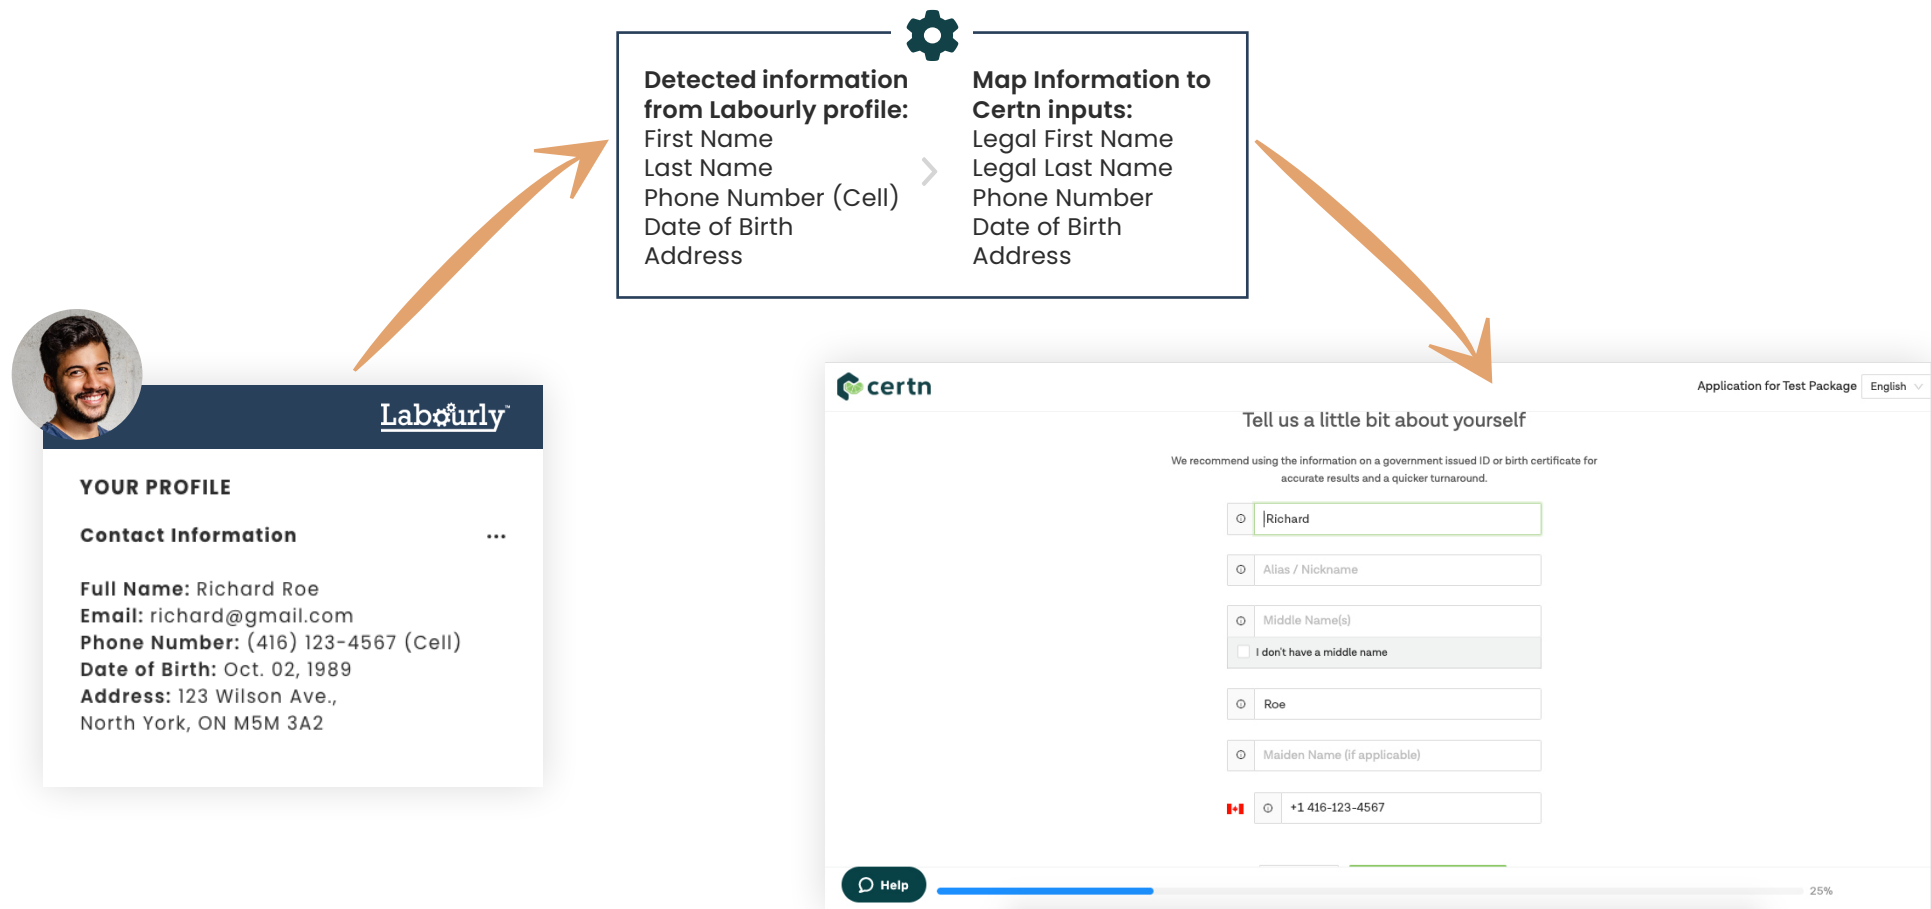 Detected information
from Labourly profile:
First Name
Last Name
Phone Number (Cell)
Date of Birth
Address
Map Information to
Certn inputs:
Legal First Name
Legal Last Name
Phone Number
Date of Birth
Address
Labourly™
YOUR PROFILE
Contact Information
...
Full Name: Richard Roe
Email: richard@gmail.com
Phone Number: (416) 123-4567 (Cell)
Date of Birth: Oct. 02, 1989
Address: 123 Wilson Ave.,
North York, ON M5M 3A2
certn
Application for Test Package English
Tell us a little bit about yourself
We recommend using the information on a government issued ID or birth certificate for
accurate results and a quicker turnaround.
Richard
Alias / Nickname
Middle Name(s)
I don't have a middle name
Roe
Maiden Name (if applicable)
+1 416-123-4567
Help
25%